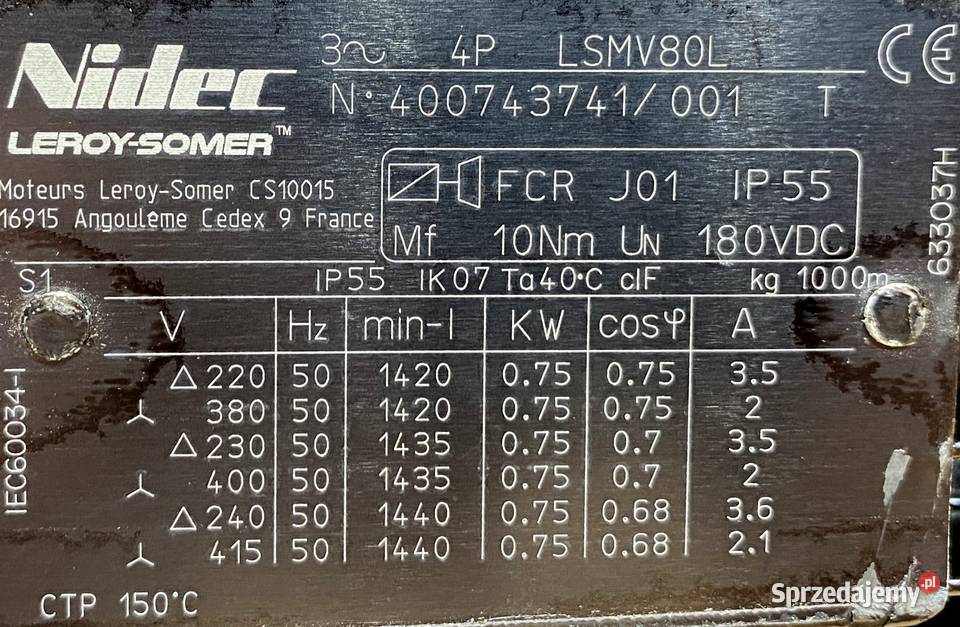 Nidec
LEROY-SOMER™
Moteurs Leroy-Somer CS10015
16915 Angoulême Cedex 9 France
3~ 4P LSMV80L
N° 400743741/001 T
CE
FCR J01 IP55
Mf 10Nm UN 180VDC
633037H
S1 IP55 IK07 Ta40°C clF kg 1000m
V Hz min-1 KW cosφ A
△ 220 50 1420 0.75 0.75 3.5
⅄ 380 50 1420 0.75 0.75 2
△ 230 50 1435 0.75 0.7 3.5
⅄ 400 50 1435 0.75 0.7 2
△ 240 50 1440 0.75 0.68 3.6
⅄ 415 50 1440 0.75 0.68 2.1
IEC60034-1
CTP 150°C
Sprzedajemy.pl